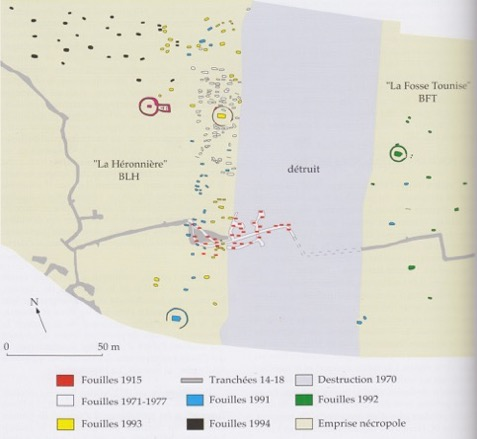 "La Fosse Tounise"
BFT
"La Héronnière"
BLH
détruit
N
0
50 m
Fouilles 1915
Tranchées 14-18
Destruction 1970
Fouilles 1971-1977
Fouilles 1991
Fouilles 1992
Fouilles 1993
Fouilles 1994
Emprise nécropole